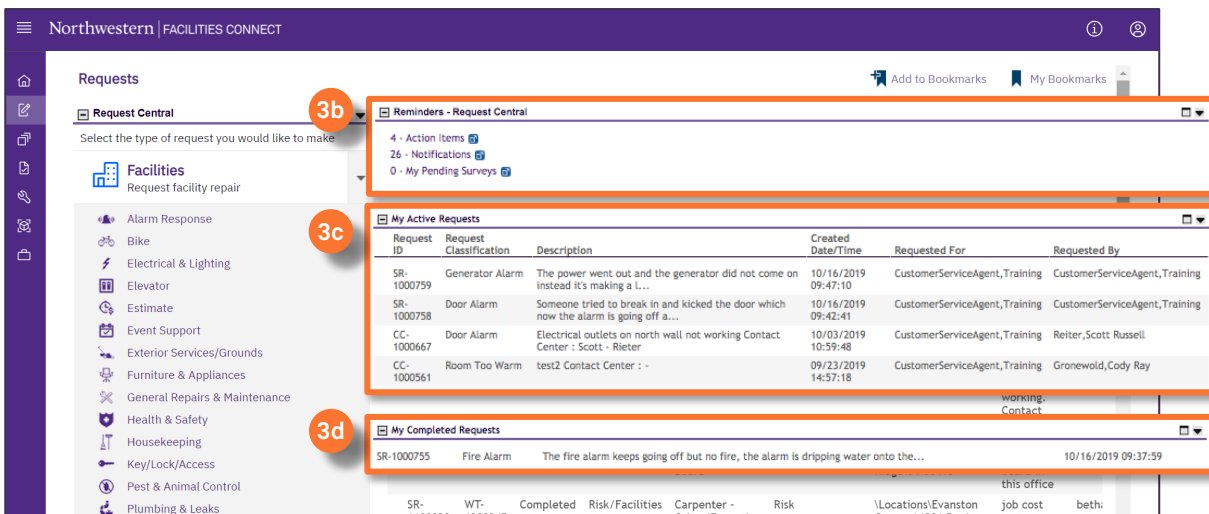 Northwestern | FACILITIES CONNECT
Requests
Add to Bookmarks
My Bookmarks
Request Central
Select the type of request you would like to make
Facilities
Request facility repair
Alarm Response
Bike
Electrical & Lighting
Elevator
Estimate
Event Support
Exterior Services/Grounds
Furniture & Appliances
General Repairs & Maintenance
Health & Safety
Housekeeping
Key/Lock/Access
Pest & Animal Control
Plumbing & Leaks
3b
Reminders - Request Central
4 - Action Items
26 - Notifications
0 - My Pending Surveys
3c
My Active Requests
Request Request Created
ID Classification Description Date/Time Requested For Requested By
SR- Generator Alarm The power went out and the generator did not come on 10/16/2019 CustomerServiceAgent,Training CustomerServiceAgent,Training
1000759 instead it's making a l... 09:47:10
SR- Door Alarm Someone tried to break in and kicked the door which 10/16/2019 CustomerServiceAgent,Training CustomerServiceAgent,Training
1000758 now the alarm is going off a... 09:42:41
CC- Door Alarm Electrical outlets on north wall not working Contact 10/03/2019 CustomerServiceAgent,Training Reiter,Scott Russell
1000667 Center : Scott - Rieter 10:59:48
CC- Room Too Warm test2 Contact Center : - 09/23/2019 CustomerServiceAgent,Training Gronewold,Cody Ray
1000561 14:57:18
working.
Contact
3d
My Completed Requests
SR-1000755 Fire Alarm The fire alarm keeps going off but no fire, the alarm is dripping water onto the... 10/16/2019 09:37:59
this office
SR- WT- Completed Risk/Facilities Carpenter - Risk \Locations\Evanston job cost